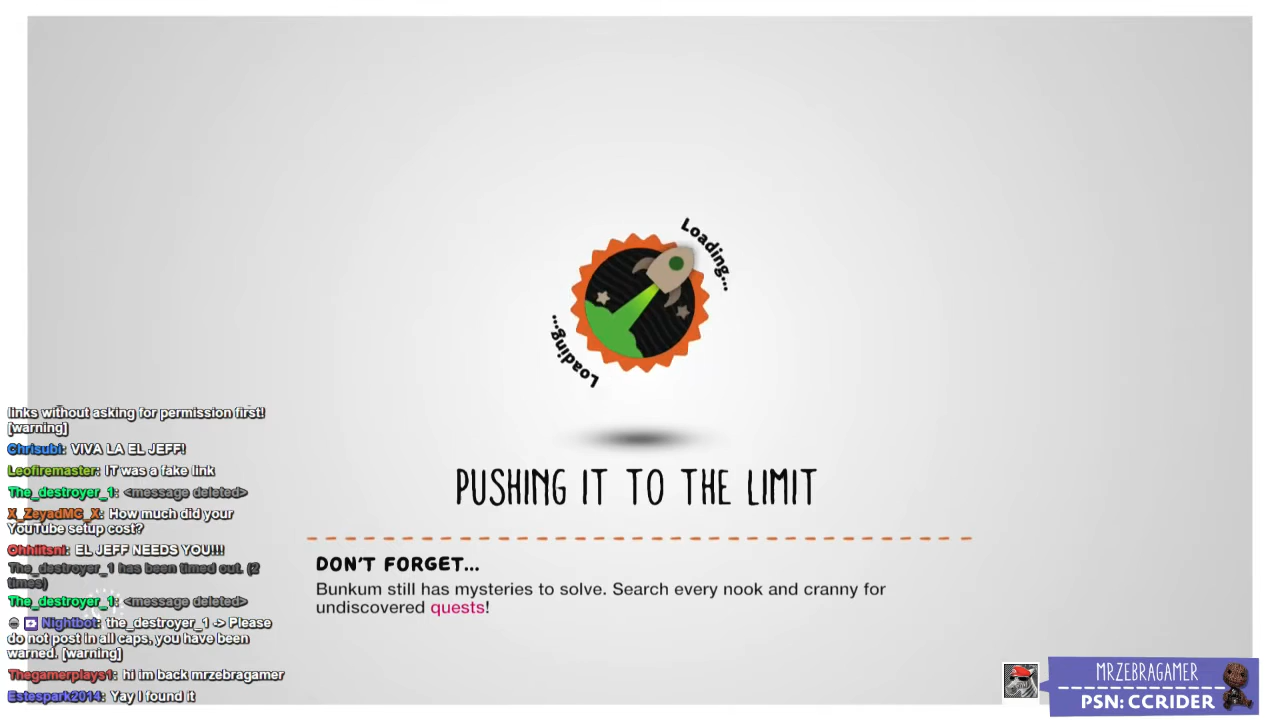 Loading...
Loading...
PUSHING IT TO THE LIMIT
DON'T FORGET...
Bunkum still has mysteries to solve. Search every nook and cranny for
undiscovered quests!
links without asking for permission first!
[warning]
Chrisubi: VIVA LA EL JEFF!
Leofiremaster: IT was a fake link
The_destroyer_1: <message deleted>
X_ZeyadMC_X: How much did your
YouTube setup cost?
Ohhiitsni: EL JEFF NEEDS YOU!!!
The_destroyer_1 has been timed out. (2
times)
The_destroyer_1: <message deleted>
Nightbot: the_destroyer_1 -> Please
do not post in all caps, you have been
warned. [warning]
Thegamerplays1: hi im back mrzebragamer
Estespark2014: Yay I found it
MRZEBRAGAMER
PSN: CCRIDER